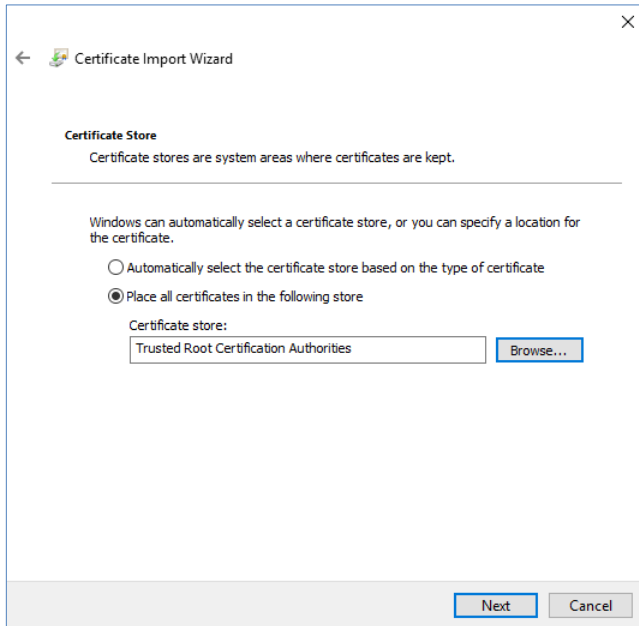 Certificate Import Wizard
Certificate Store
Certificate stores are system areas where certificates are kept.
Windows can automatically select a certificate store, or you can specify a location for
the certificate.
Automatically select the certificate store based on the type of certificate
Place all certificates in the following store
Certificate store:
Trusted Root Certification Authorities
Browse...
Next
Cancel